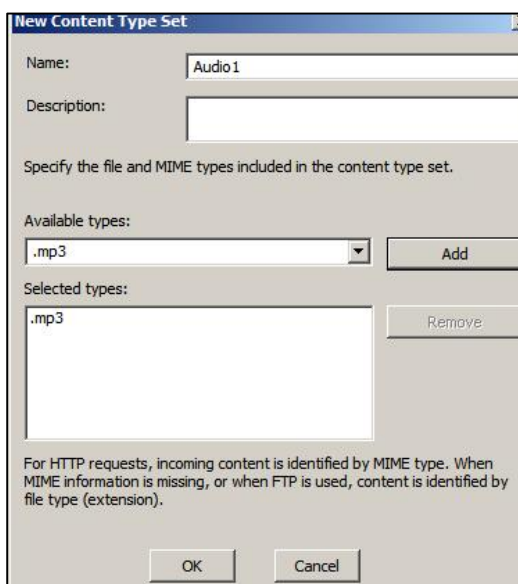 New Content Type Set
Name:
Audio1
Description:
Specify the file and MIME types included in the content type set.
Available types:
.mp3
Add
Selected types:
.mp3
Remove
For HTTP requests, incoming content is identified by MIME type. When
MIME information is missing, or when FTP is used, content is identified by
file type (extension).
OK
Cancel